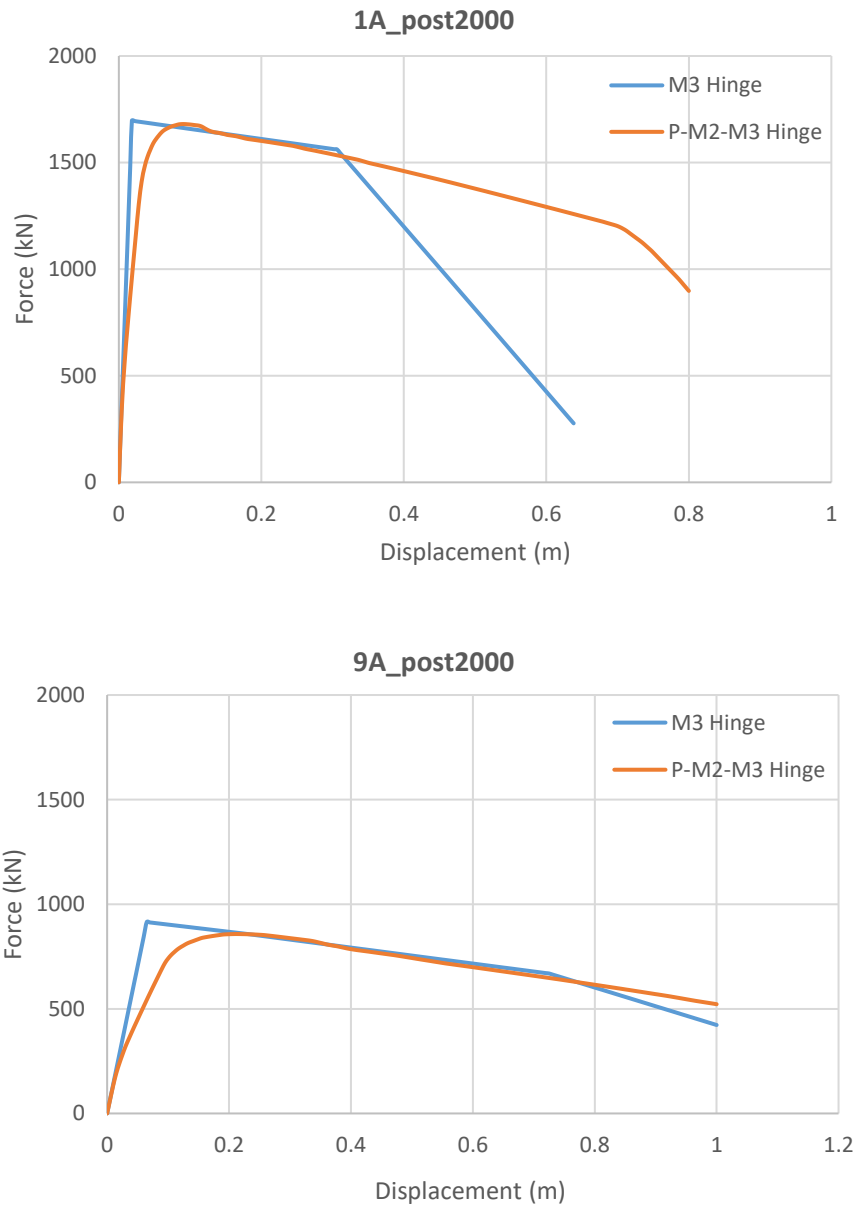 1A_post2000
2000
1500
1000
500
0
M3 Hinge
P-M2-M3 Hinge
Force (kN)
0 0.2 0.4 0.6 0.8 1
Displacement (m)
9A_post2000
2000
1500
1000
500
0
M3 Hinge
P-M2-M3 Hinge
Force (kN)
0 0.2 0.4 0.6 0.8 1 1.2
Displacement (m)